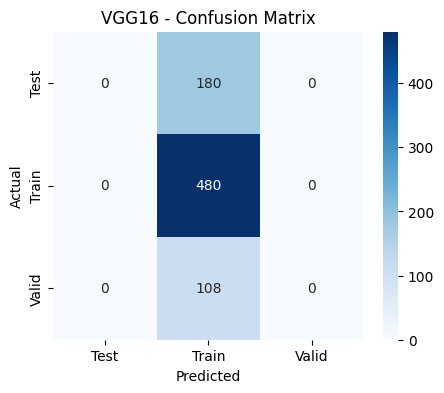 VGG16 - Confusion Matrix
Test 0 180 0
Train 0 480 0
Valid 0 108 0
Actual
Test Train Valid
Predicted
400
300
200
100
0